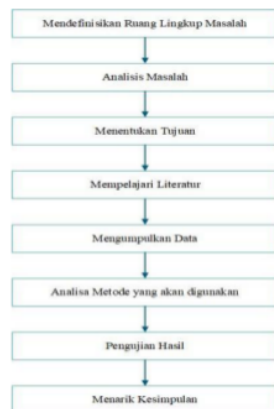 Mendefinisikan Ruang Lingkup Masalah
Analisis Masalah
Menentukan Tujuan
Mempelajari Literatur
Mengumpulkan Data
Analisa Metode yang akan digunakan
Pengujian Hasil
Menarik Kesimpulan